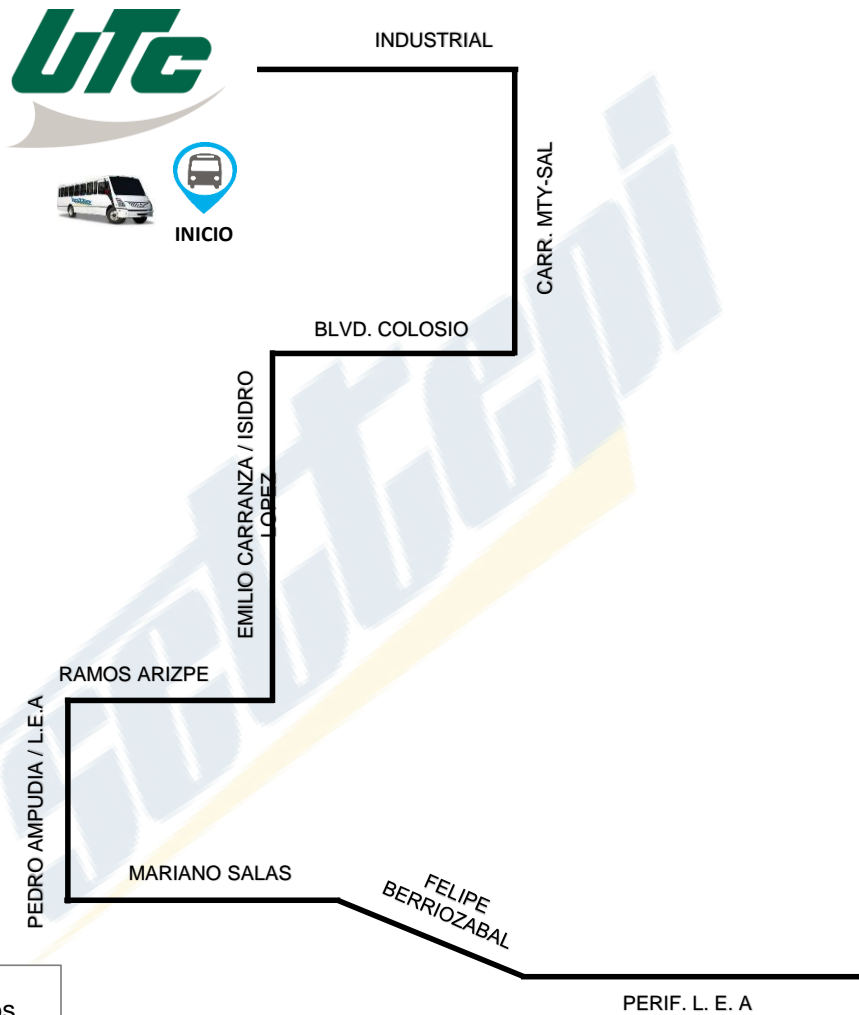 UTC
INDUSTRIAL
CARR. MTY-SAL
INICIO
BLVD. COLOSIO
EMILIO CARRANZA / ISIDRO
LOPEZ
RAMOS ARIZPE
PEDRO AMPUDIA / L.E.A
MARIANO SALAS
FELIPE
BERRIOZABAL
PERIF. L. E. A